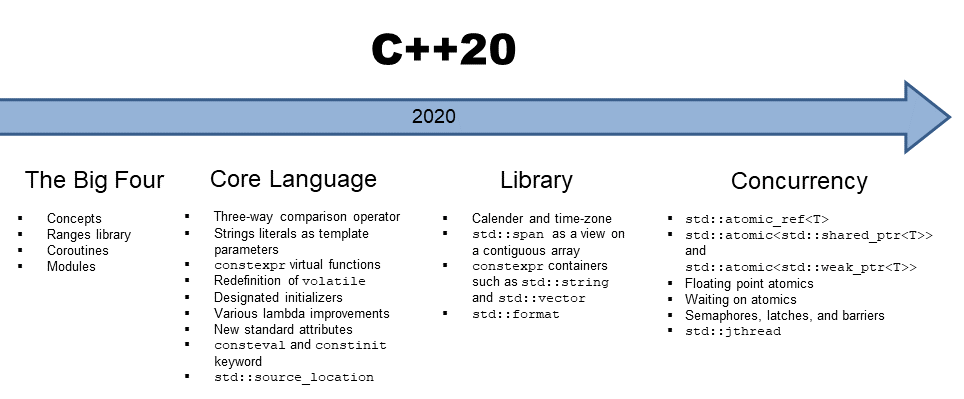 C++20
2020
The Big Four
▪ Concepts
▪ Ranges library
▪ Coroutines
▪ Modules
Core Language
▪ Three-way comparison operator
▪ Strings literals as template
parameters
▪ constexpr virtual functions
▪ Redefinition of volatile
▪ Designated initializers
▪ Various lambda improvements
▪ New standard attributes
▪ consteval and constinit
keyword
▪ std::source_location
Library
▪ Calender and time-zone
▪ std::span as a view on
a contiguous array
▪ constexpr containers
such as std::string
and std::vector
▪ std::format
Concurrency
▪ std::atomic_ref<T>
▪ std::atomic<std::shared_ptr<T>>
and
std::atomic<std::weak_ptr<T>>
▪ Floating point atomics
▪ Waiting on atomics
▪ Semaphores, latches, and barriers
▪ std::jthread